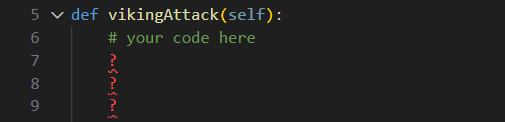 5 def vikingAttack(self):
6 # your code here
7 ?
8 ?
9 ?